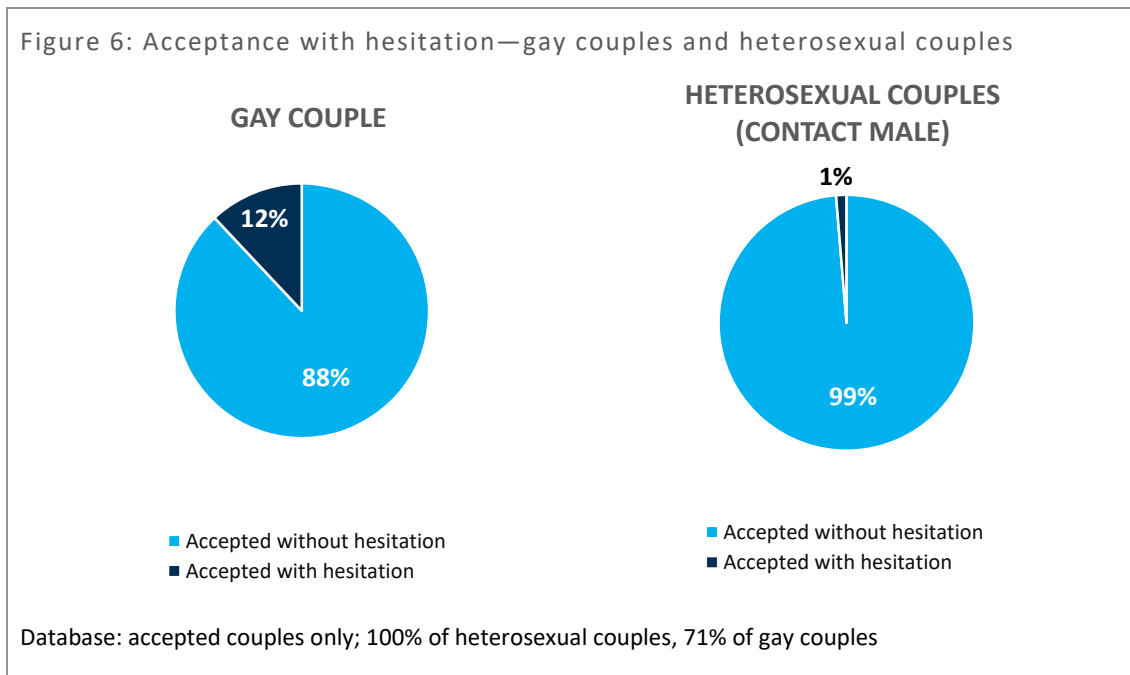 Figure 6: Acceptance with hesitation—gay couples and heterosexual couples
GAY COUPLE
12%
88%
■ Accepted without hesitation
■ Accepted with hesitation
HETEROSEXUAL COUPLES
(CONTACT MALE)
1%
99%
■ Accepted without hesitation
■ Accepted with hesitation
Database: accepted couples only; 100% of heterosexual couples, 71% of gay couples